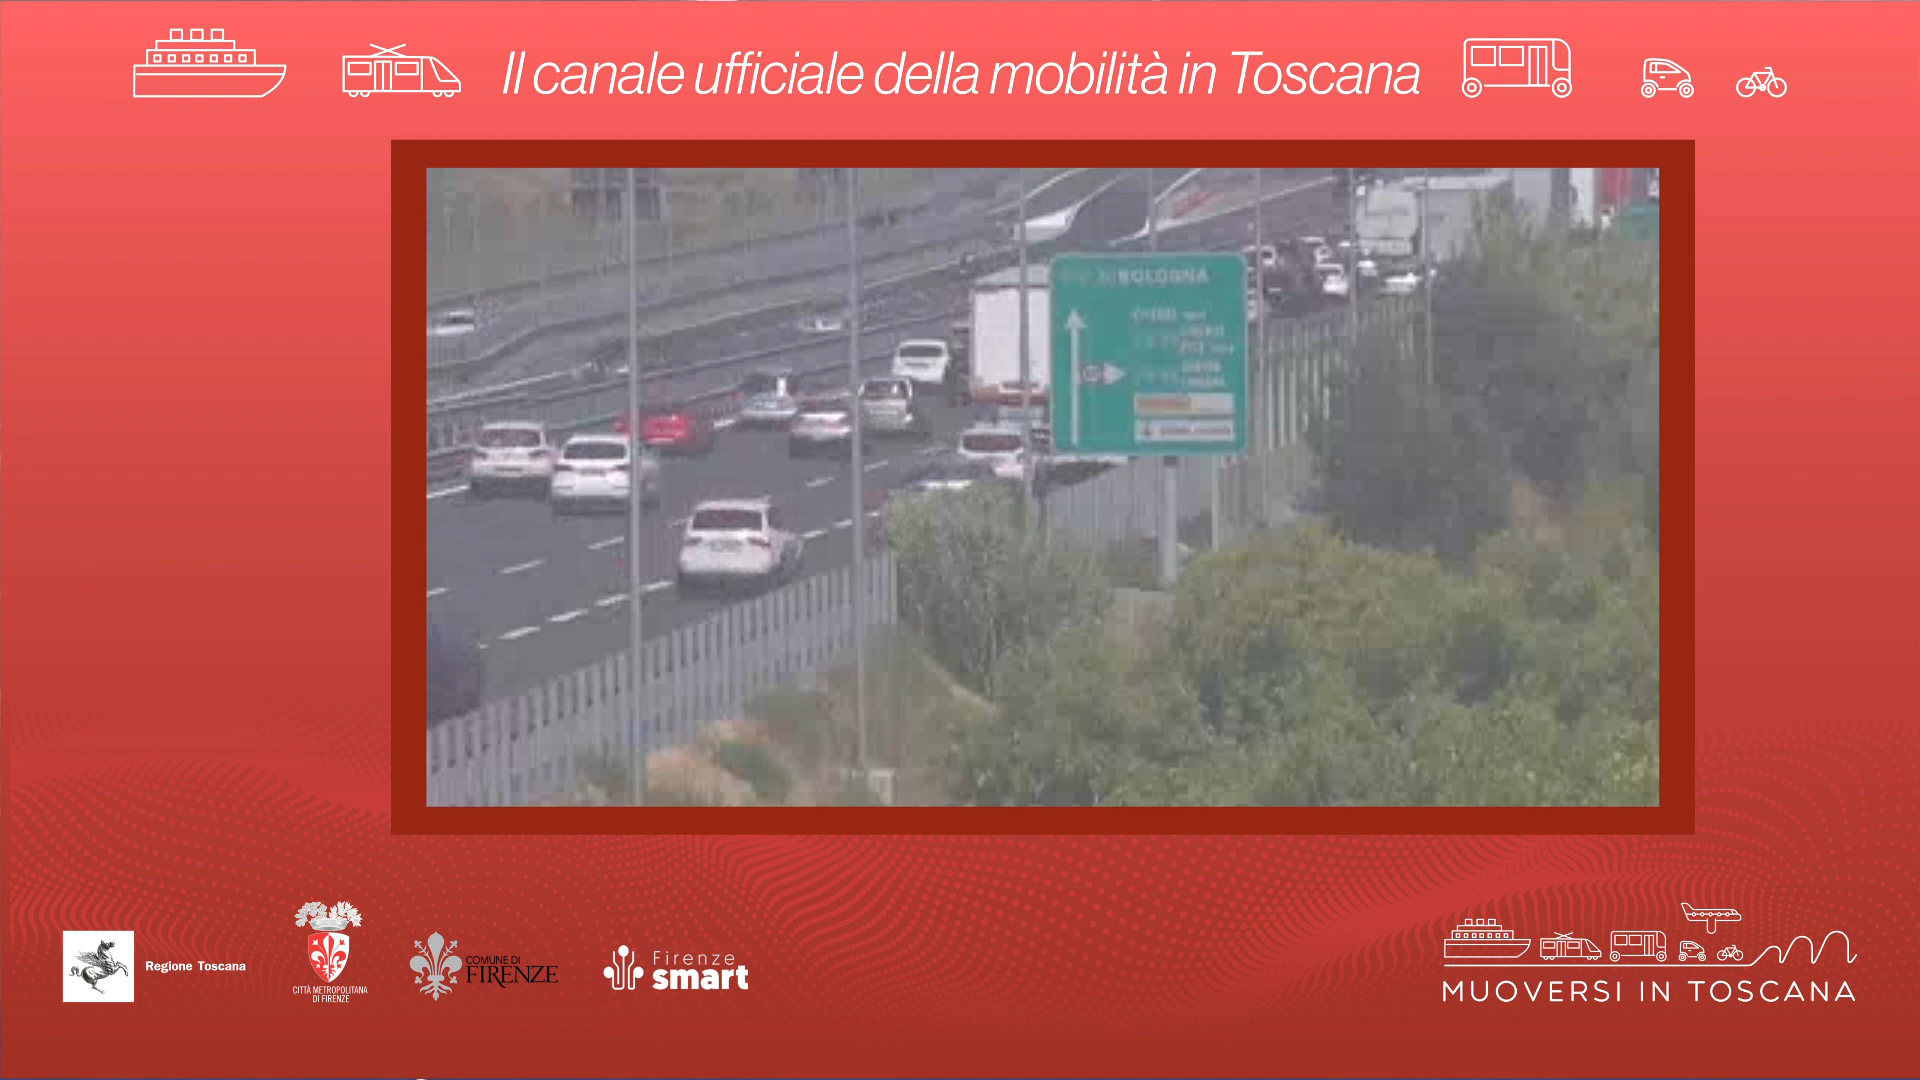 Il canale ufficiale della mobilità in Toscana
BOLOGNA
Regione Toscana
CITTÀ METROPOLITANA
DI FIRENZE
COMUNE DI
FIRENZE
Firenze
smart
MUOVERSI IN TOSCANA